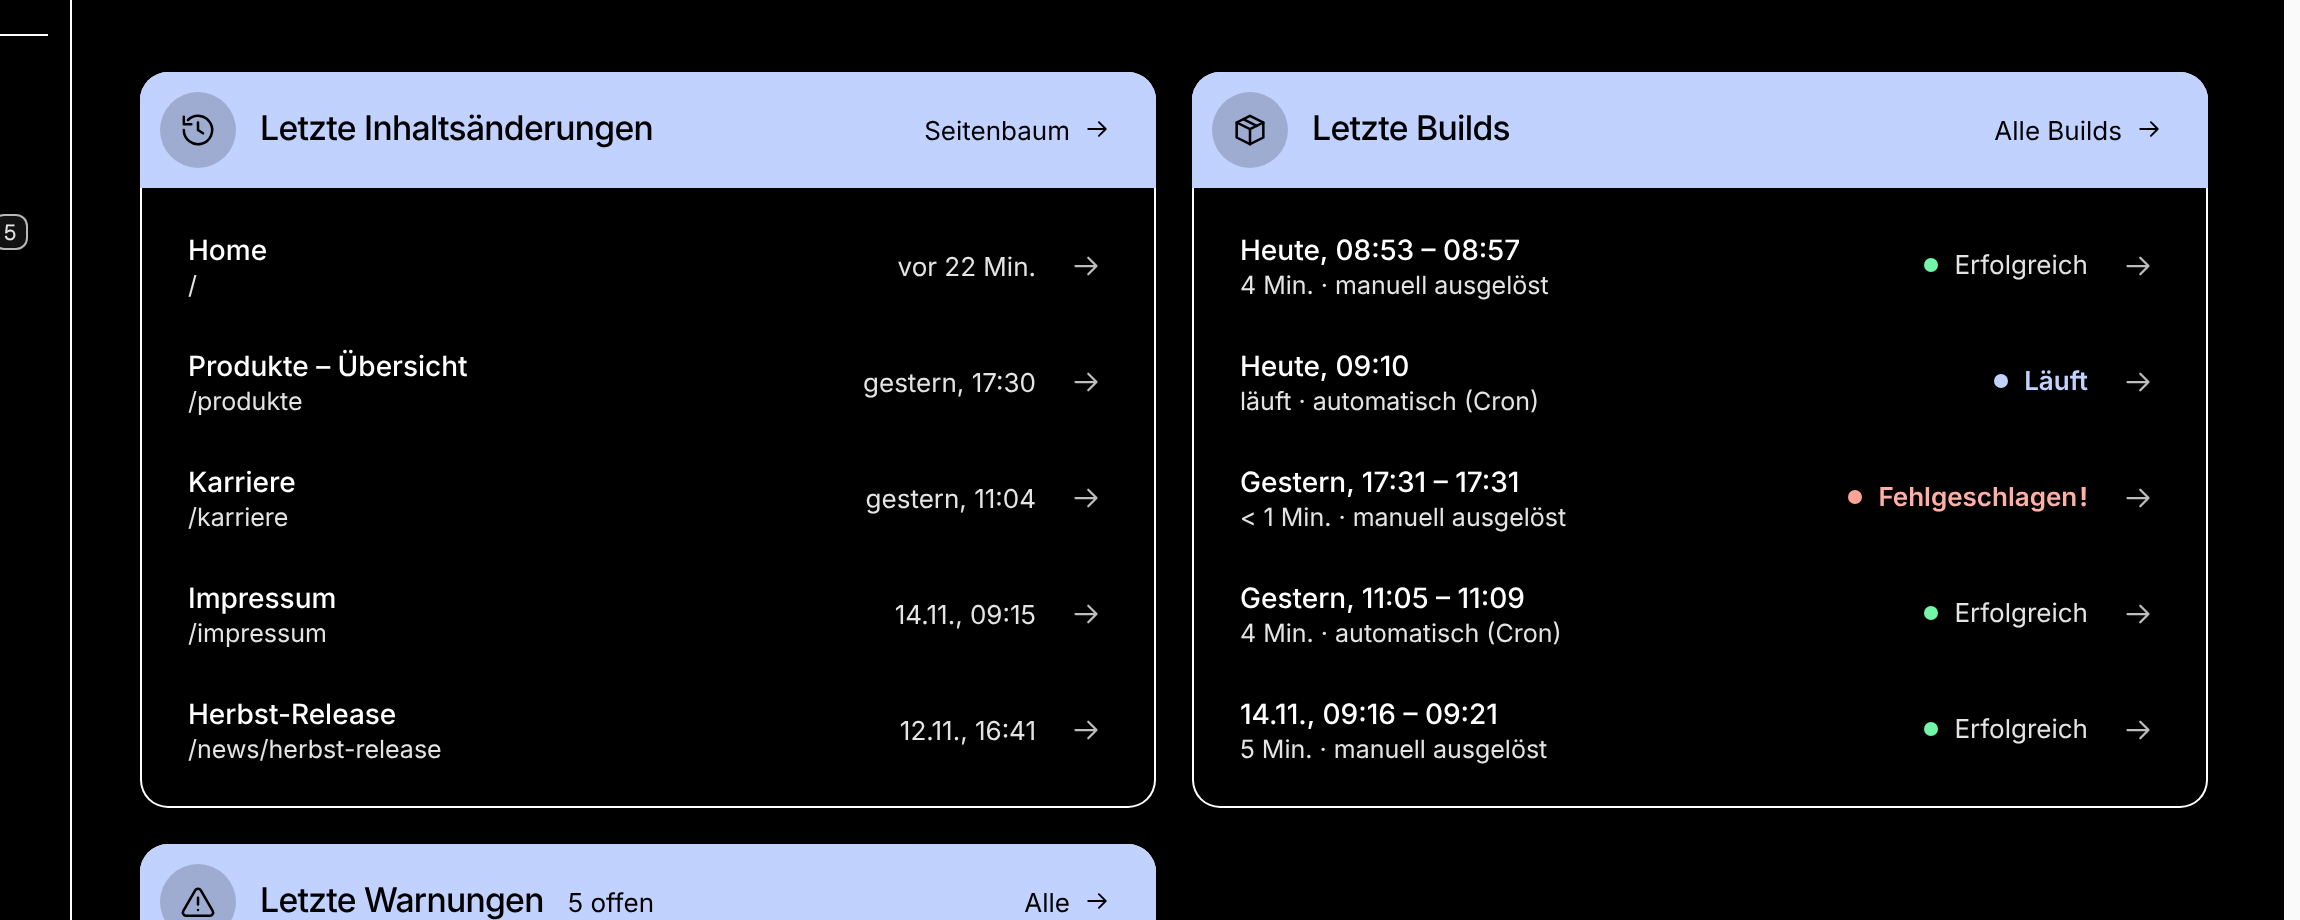 5
Letzte Inhaltsänderungen
Seitenbaum →
Home
/
vor 22 Min. →
Produkte – Übersicht
/produkte
gestern, 17:30 →
Karriere
/karriere
gestern, 11:04 →
Impressum
/impressum
14.11., 09:15 →
Herbst-Release
/news/herbst-release
12.11., 16:41 →
Letzte Builds
Alle Builds →
Heute, 08:53 – 08:57
4 Min. · manuell ausgelöst
Erfolgreich →
Heute, 09:10
läuft · automatisch (Cron)
Läuft →
Gestern, 17:31 – 17:31
< 1 Min. · manuell ausgelöst
Fehlgeschlagen! →
Gestern, 11:05 – 11:09
4 Min. · automatisch (Cron)
Erfolgreich →
14.11., 09:16 – 09:21
5 Min. · manuell ausgelöst
Erfolgreich →
Letzte Warnungen 5 offen
Alle →